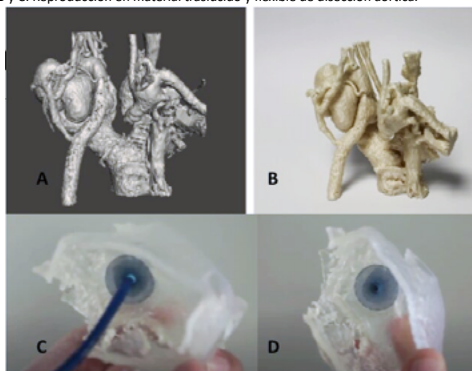 D y C. Reproducción en material traslúcido y flexible de disección aórtica.
A
B
C
D